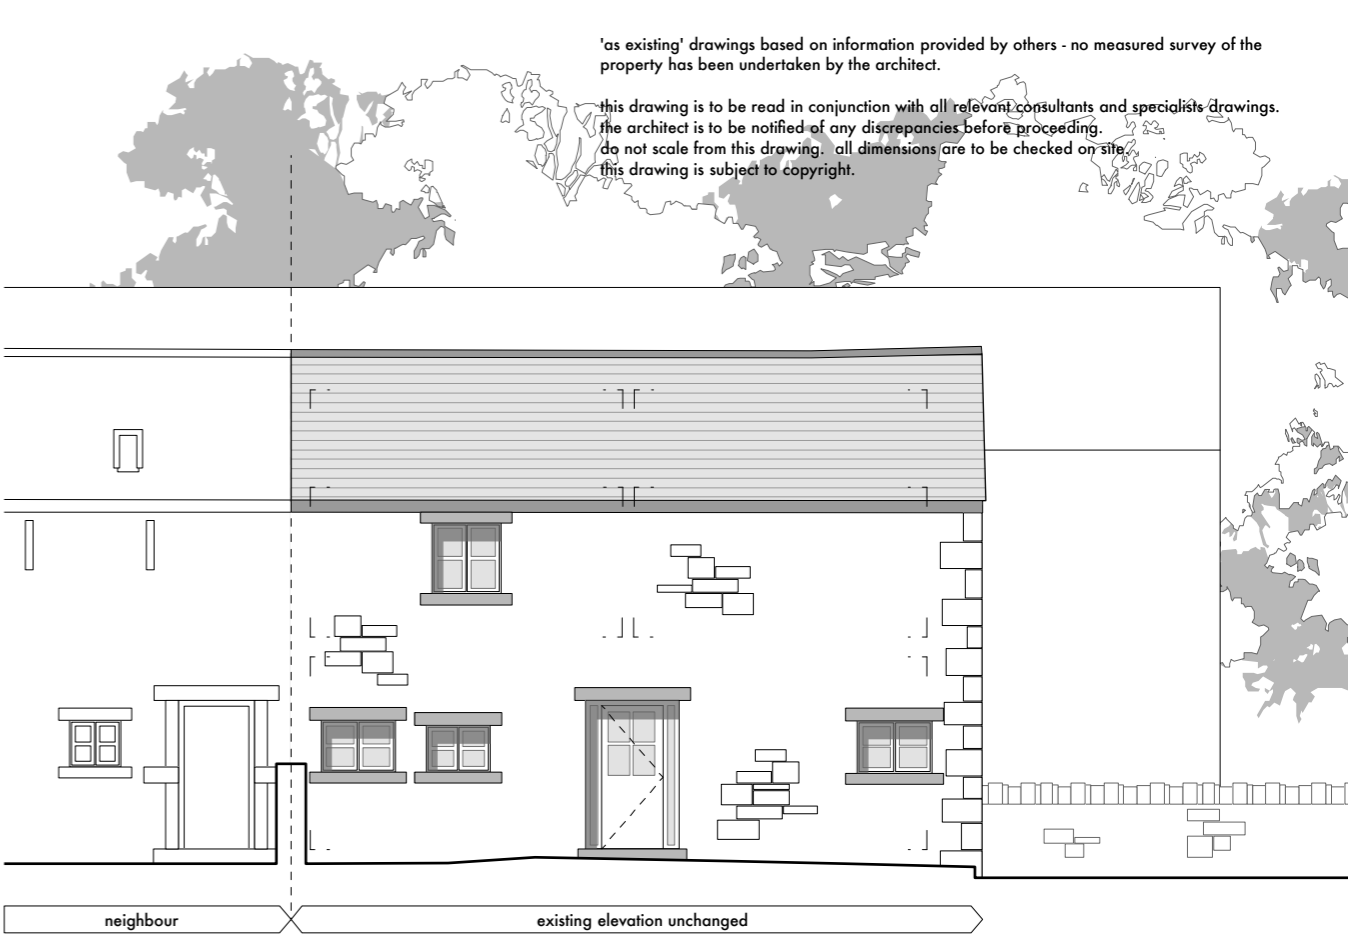 'as existing' drawings based on information provided by others - no measured survey of the
property has been undertaken by the architect.
this drawing is to be read in conjunction with all relevant consultants and specialists drawings.
the architect is to be notified of any discrepancies before proceeding.
do not scale from this drawing.  all dimensions are to be checked on site.
this drawing is subject to copyright.
neighbour
existing elevation unchanged